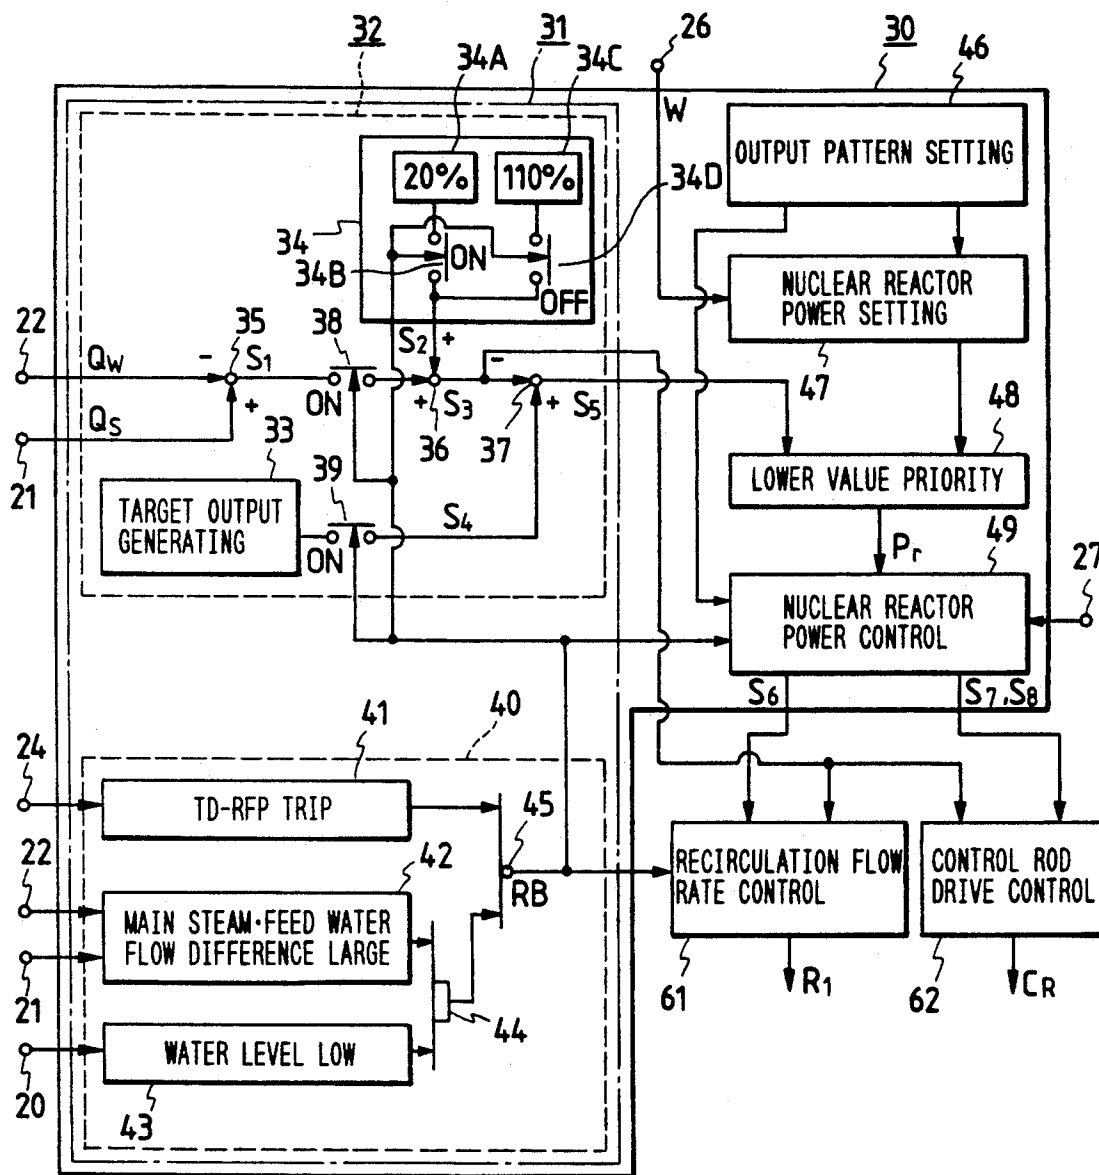 32
31
26
30
46
34A
34C
W
OUTPUT PATTERN SETTING
20%
110%
34D
34
ON
34B
OFF
NUCLEAR REACTOR
POWER SETTING
22
35
38
S2
+
QW
-
S1
-
47
ON
+
S3
+
S5
QS
+
33
36
37
48
21
39
LOWER VALUE PRIORITY
TARGET OUTPUT
GENERATING
S4
ON
Pr
49
27
NUCLEAR REACTOR
POWER CONTROL
S6
S7,S8
41
40
24
TD-RFP TRIP
45
22
42
RB
RECIRCULATION FLOW
RATE CONTROL
CONTROL ROD
DRIVE CONTROL
MAIN STEAM·FEED WATER
FLOW DIFFERENCE LARGE
21
61
R1
62
CR
44
WATER LEVEL LOW
20
43